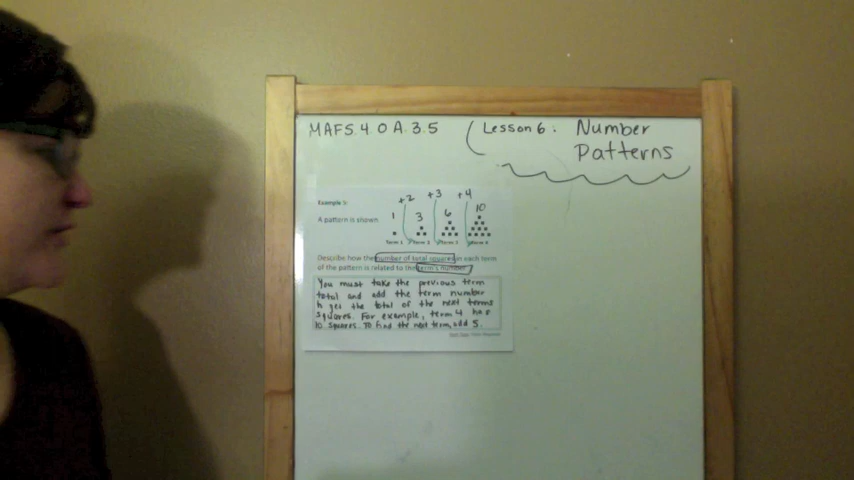 MAFS.4.OA.3.5
Lesson 6: Number
Patterns
Example 1:
+2 +3 +4
A pattern is shown.
1 3 6 10
Term 1 Term 2 Term 3 Term 4
Describe how the number of total squares in each term
of the pattern is related to the term's number.
You must take the previous term
total and add the term number
to get the total of the next terms
squares. For example, term 4 has
10 squares. To find the next term, add 5.